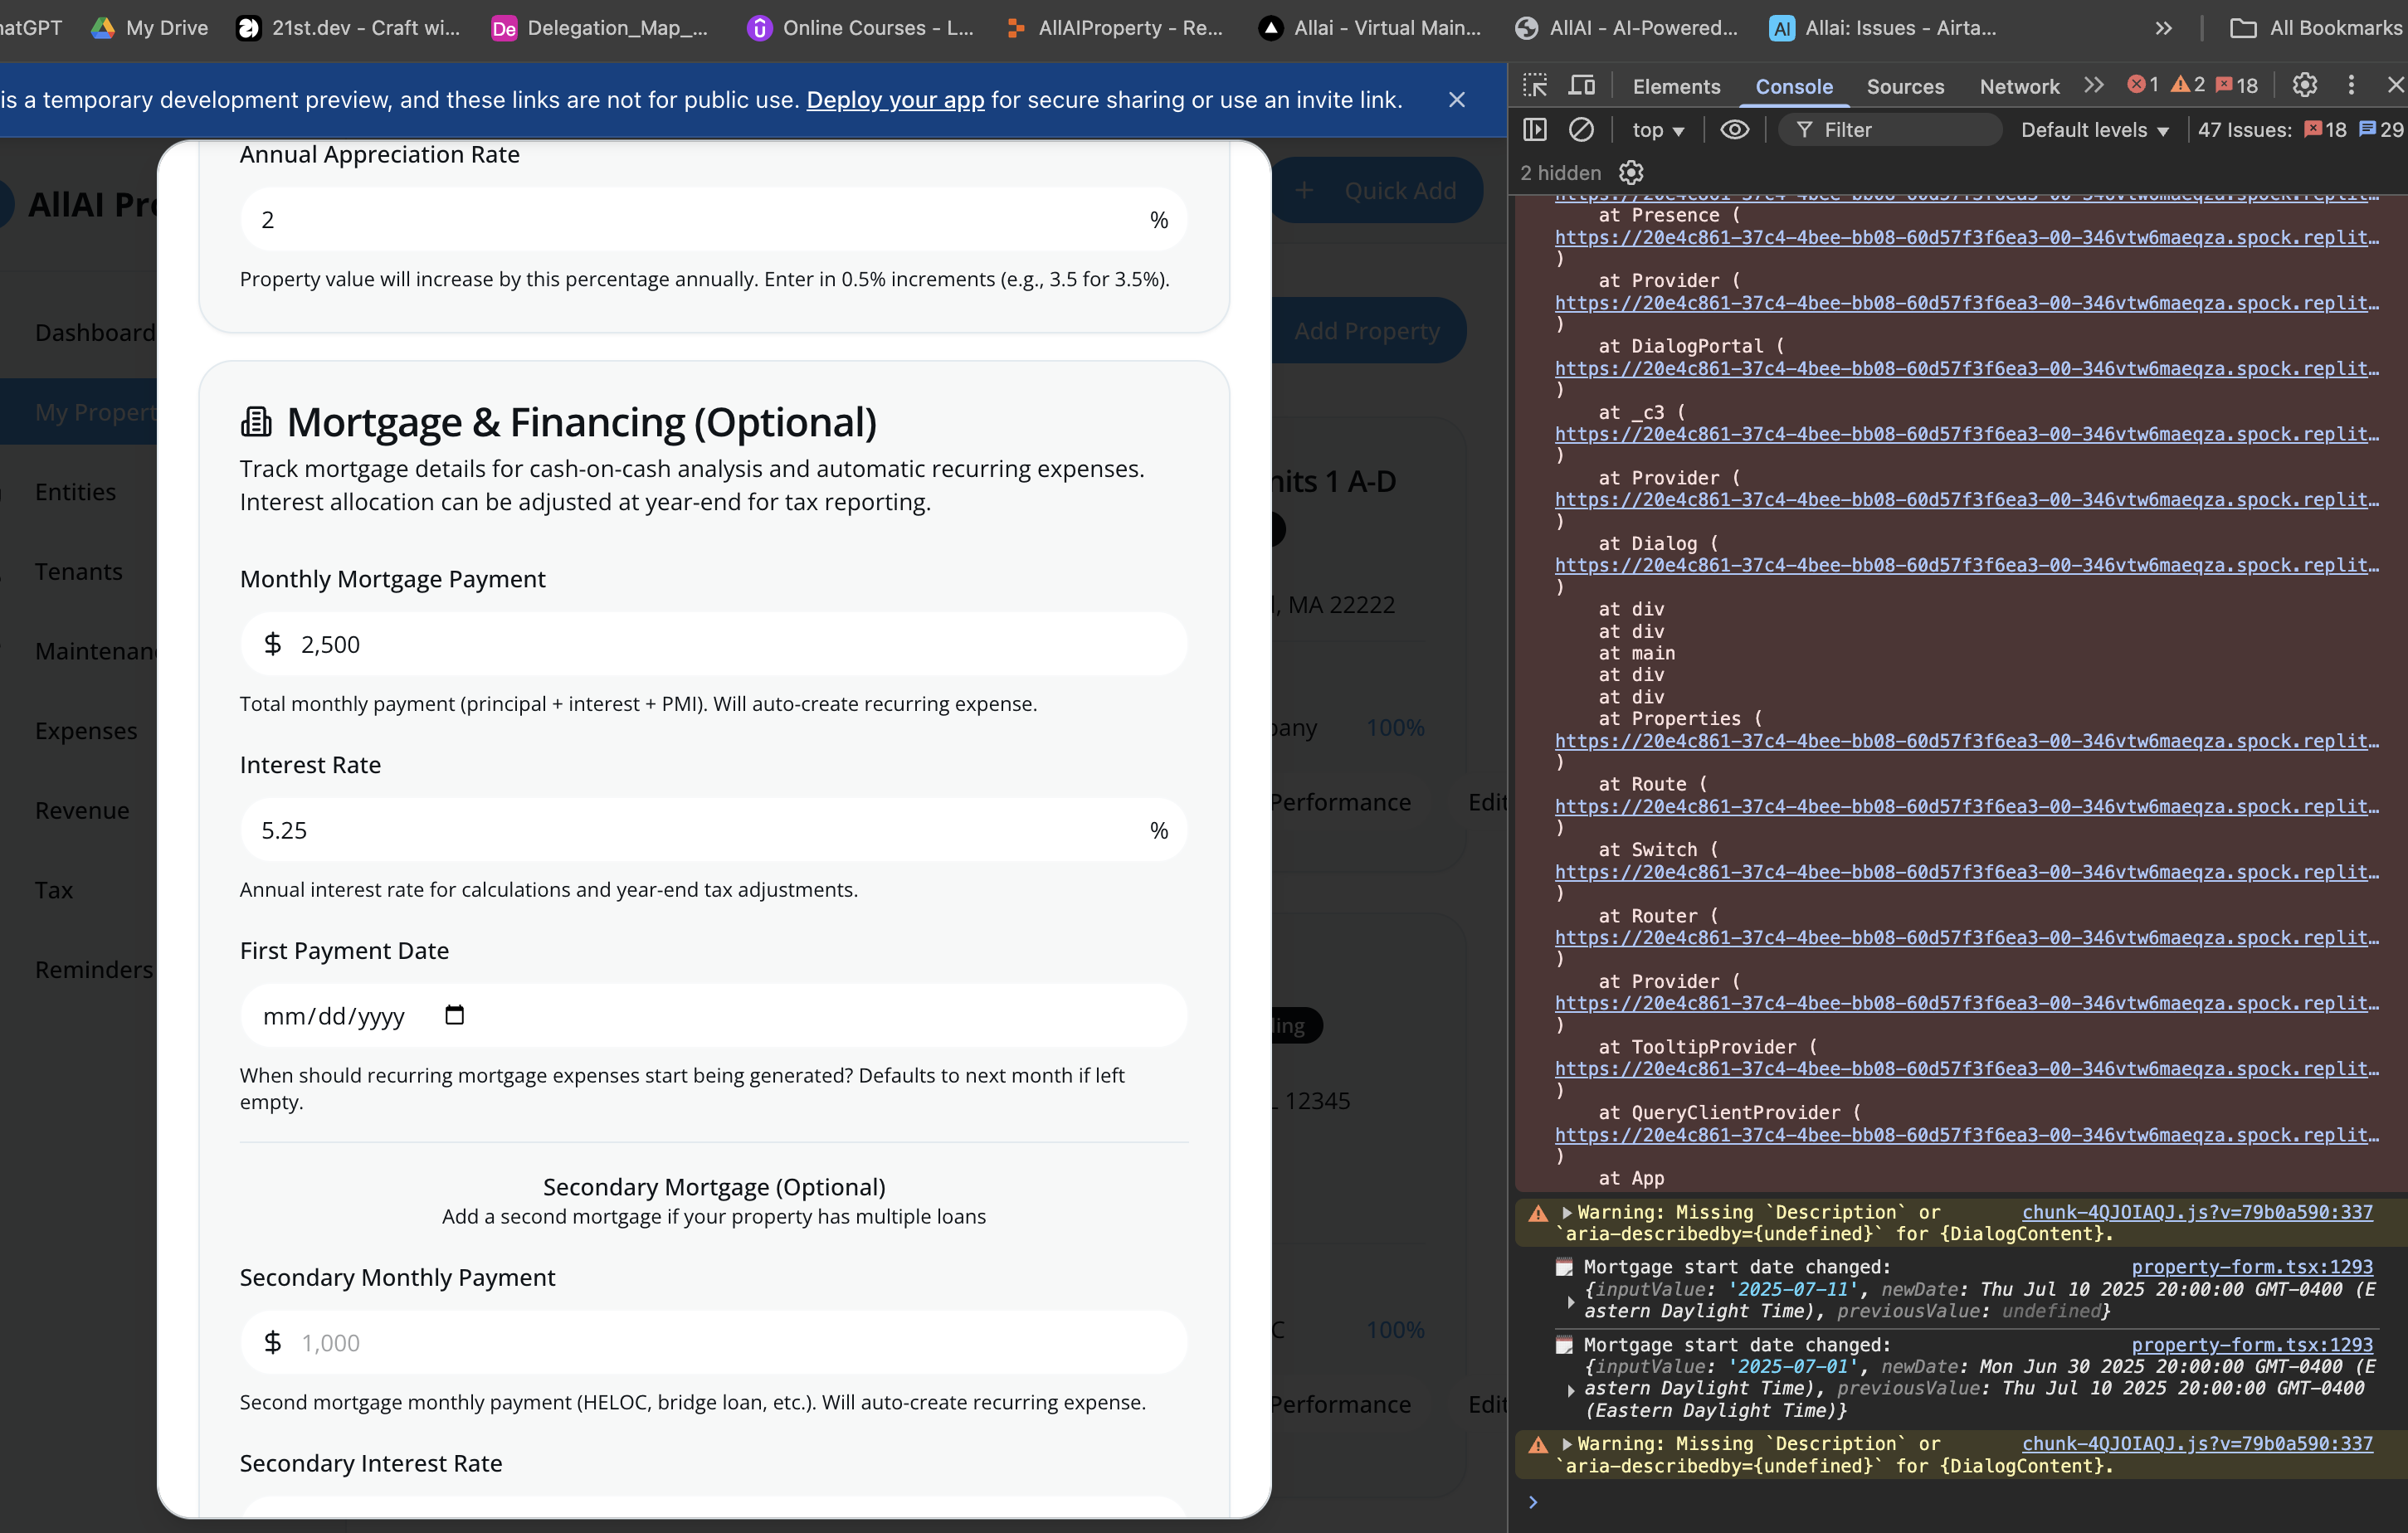 hatGPT My Drive 21st.dev - Craft wi... De Delegation_Map_... Online Courses - L... AllAIProperty - Re... Allai - Virtual Main... AllAI - AI-Powered... AI Allai: Issues - Airta... All Bookmarks
is a temporary development preview, and these links are not for public use. Deploy your app for secure sharing or use an invite link.
AllAI Pro
Dashboard
My Propert
Entities
Tenants
Maintenan
Expenses
Revenue
Tax
Reminders
Annual Appreciation Rate
2 %
Property value will increase by this percentage annually. Enter in 0.5% increments (e.g., 3.5 for 3.5%).
Mortgage & Financing (Optional)
Track mortgage details for cash-on-cash analysis and automatic recurring expenses.
Interest allocation can be adjusted at year-end for tax reporting.
Monthly Mortgage Payment
$ 2,500
Total monthly payment (principal + interest + PMI). Will auto-create recurring expense.
Interest Rate
5.25 %
Annual interest rate for calculations and year-end tax adjustments.
First Payment Date
mm/dd/yyyy
When should recurring mortgage expenses start being generated? Defaults to next month if left
empty.
Secondary Mortgage (Optional)
Add a second mortgage if your property has multiple loans
Secondary Monthly Payment
$ 1,000
Second mortgage monthly payment (HELOC, bridge loan, etc.). Will auto-create recurring expense.
Secondary Interest Rate
+ Quick Add
Add Property
nits 1 A-D
l, MA 22222
pany 100%
Performance Edit
ling
L 12345
C 100%
Performance Edit
Elements Console Sources Network 1 2 18
top Filter Default levels 47 Issues: 18 29
2 hidden
https://20e4c861-37c4-4bee-bb08-60d57f3f6ea3-00-346vtw6maeqza.spock.replit…
at Presence (
https://20e4c861-37c4-4bee-bb08-60d57f3f6ea3-00-346vtw6maeqza.spock.replit…
)
at Provider (
https://20e4c861-37c4-4bee-bb08-60d57f3f6ea3-00-346vtw6maeqza.spock.replit…
)
at DialogPortal (
https://20e4c861-37c4-4bee-bb08-60d57f3f6ea3-00-346vtw6maeqza.spock.replit…
)
at _c3 (
https://20e4c861-37c4-4bee-bb08-60d57f3f6ea3-00-346vtw6maeqza.spock.replit…
)
at Provider (
https://20e4c861-37c4-4bee-bb08-60d57f3f6ea3-00-346vtw6maeqza.spock.replit…
)
at Dialog (
https://20e4c861-37c4-4bee-bb08-60d57f3f6ea3-00-346vtw6maeqza.spock.replit…
)
at div
at div
at main
at div
at div
at Properties (
https://20e4c861-37c4-4bee-bb08-60d57f3f6ea3-00-346vtw6maeqza.spock.replit…
)
at Route (
https://20e4c861-37c4-4bee-bb08-60d57f3f6ea3-00-346vtw6maeqza.spock.replit…
)
at Switch (
https://20e4c861-37c4-4bee-bb08-60d57f3f6ea3-00-346vtw6maeqza.spock.replit…
)
at Router (
https://20e4c861-37c4-4bee-bb08-60d57f3f6ea3-00-346vtw6maeqza.spock.replit…
)
at Provider (
https://20e4c861-37c4-4bee-bb08-60d57f3f6ea3-00-346vtw6maeqza.spock.replit…
)
at TooltipProvider (
https://20e4c861-37c4-4bee-bb08-60d57f3f6ea3-00-346vtw6maeqza.spock.replit…
)
at QueryClientProvider (
https://20e4c861-37c4-4bee-bb08-60d57f3f6ea3-00-346vtw6maeqza.spock.replit…
)
at App
Warning: Missing `Description` or chunk-4QJOIAQJ.js?v=79b0a590:337
`aria-describedby={undefined}` for {DialogContent}.
Mortgage start date changed: property-form.tsx:1293
{inputValue: '2025-07-11', newDate: Thu Jul 10 2025 20:00:00 GMT-0400 (E
astern Daylight Time), previousValue: undefined}
Mortgage start date changed: property-form.tsx:1293
{inputValue: '2025-07-01', newDate: Mon Jun 30 2025 20:00:00 GMT-0400 (E
astern Daylight Time), previousValue: Thu Jul 10 2025 20:00:00 GMT-0400
(Eastern Daylight Time)}
Warning: Missing `Description` or chunk-4QJOIAQJ.js?v=79b0a590:337
`aria-describedby={undefined}` for {DialogContent}.